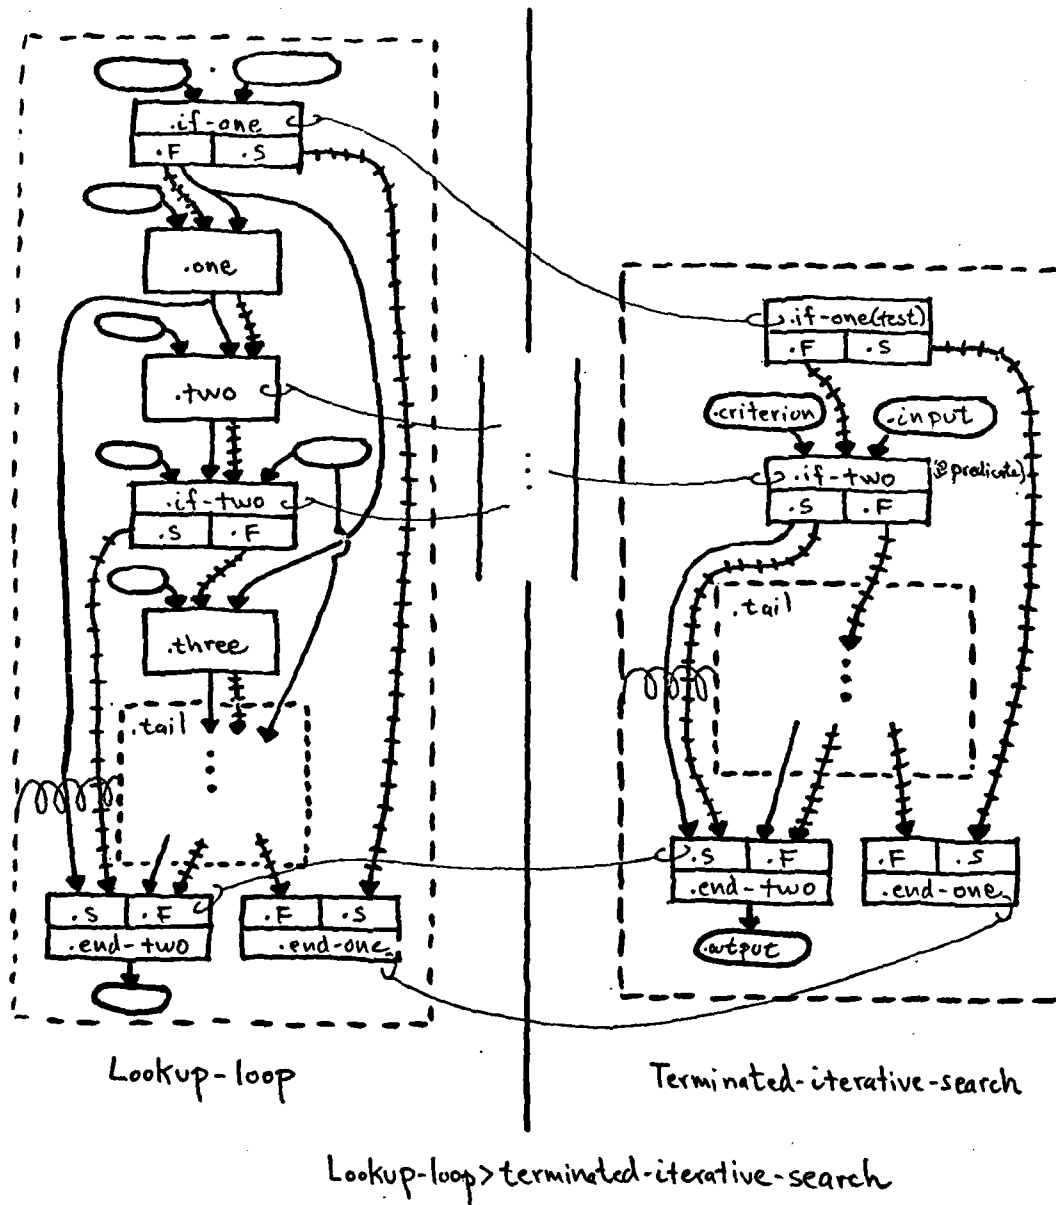 .if-one
.F .S
.one
.two
.if-two
.S .F
.three
.tail
.S .F
.end-two
.F .S
.end-one
Lookup-loop
.if-one(test)
.F .S
.criterion
.input
.if-two
predicate)
.S .F
.tail
.S .F
.end-two
.F .S
.end-one
.output
Terminated-iterative-search
Lookup-loop>terminated-iterative-search